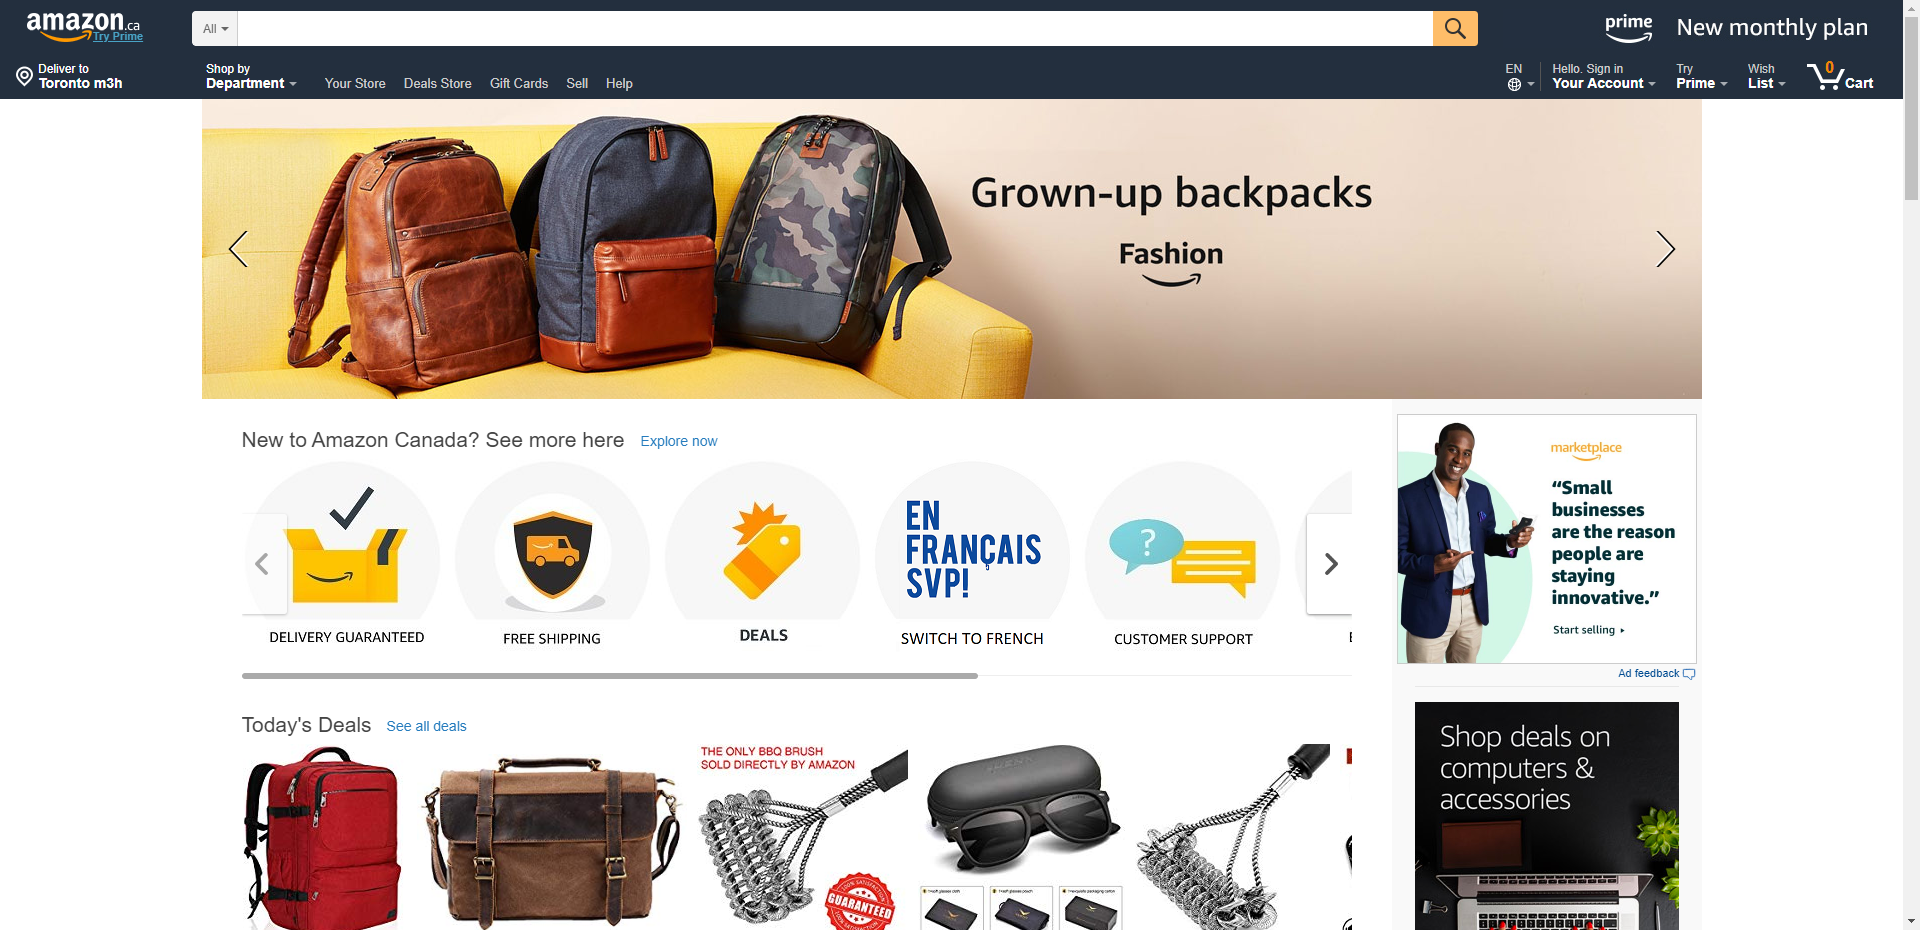 amazon.ca
Try Prime
All
prime
New monthly plan
Deliver to
Toronto m3h
Shop by
Department
Your Store
Deals Store
Gift Cards
Sell
Help
EN
Hello. Sign in
Your Account
Try
Prime
Wish
List
0
Cart
Grown-up backpacks
Fashion
New to Amazon Canada? See more here
Explore now
EN
FRANÇAIS
SVP!
?
DELIVERY GUARANTEED
FREE SHIPPING
DEALS
SWITCH TO FRENCH
CUSTOMER SUPPORT
marketplace
“Small
businesses
are the reason
people are
staying
innovative.”
Start selling
Ad feedback
Today's Deals
See all deals
THE ONLY BBQ BRUSH
SOLD DIRECTLY BY AMAZON
100% SATISFACTION
GUARANTEED
Shop deals on
computers &
accessories